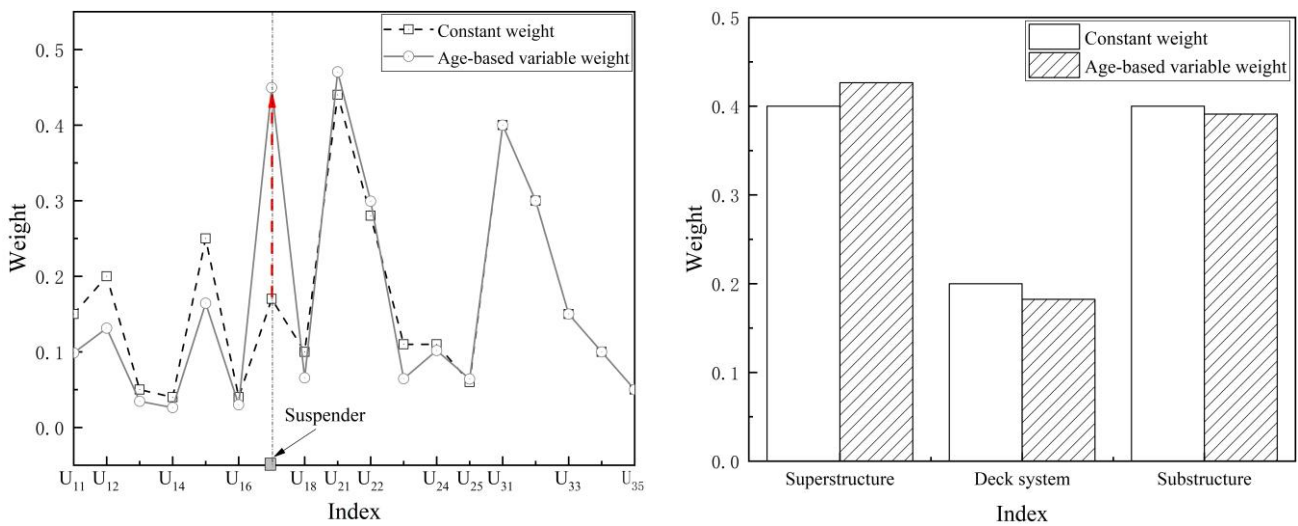 Constant weight
Age-based variable weight
0.5
0.4
0.3
0.2
0.1
0.0
Weight
Suspender
U11 U12 U14 U16 U18 U21 U22 U24 U25 U31 U33 U35
Index
Constant weight
Age-based variable weight
0.5
0.4
0.3
0.2
0.1
0.0
Weight
Superstructure Deck system Substructure
Index